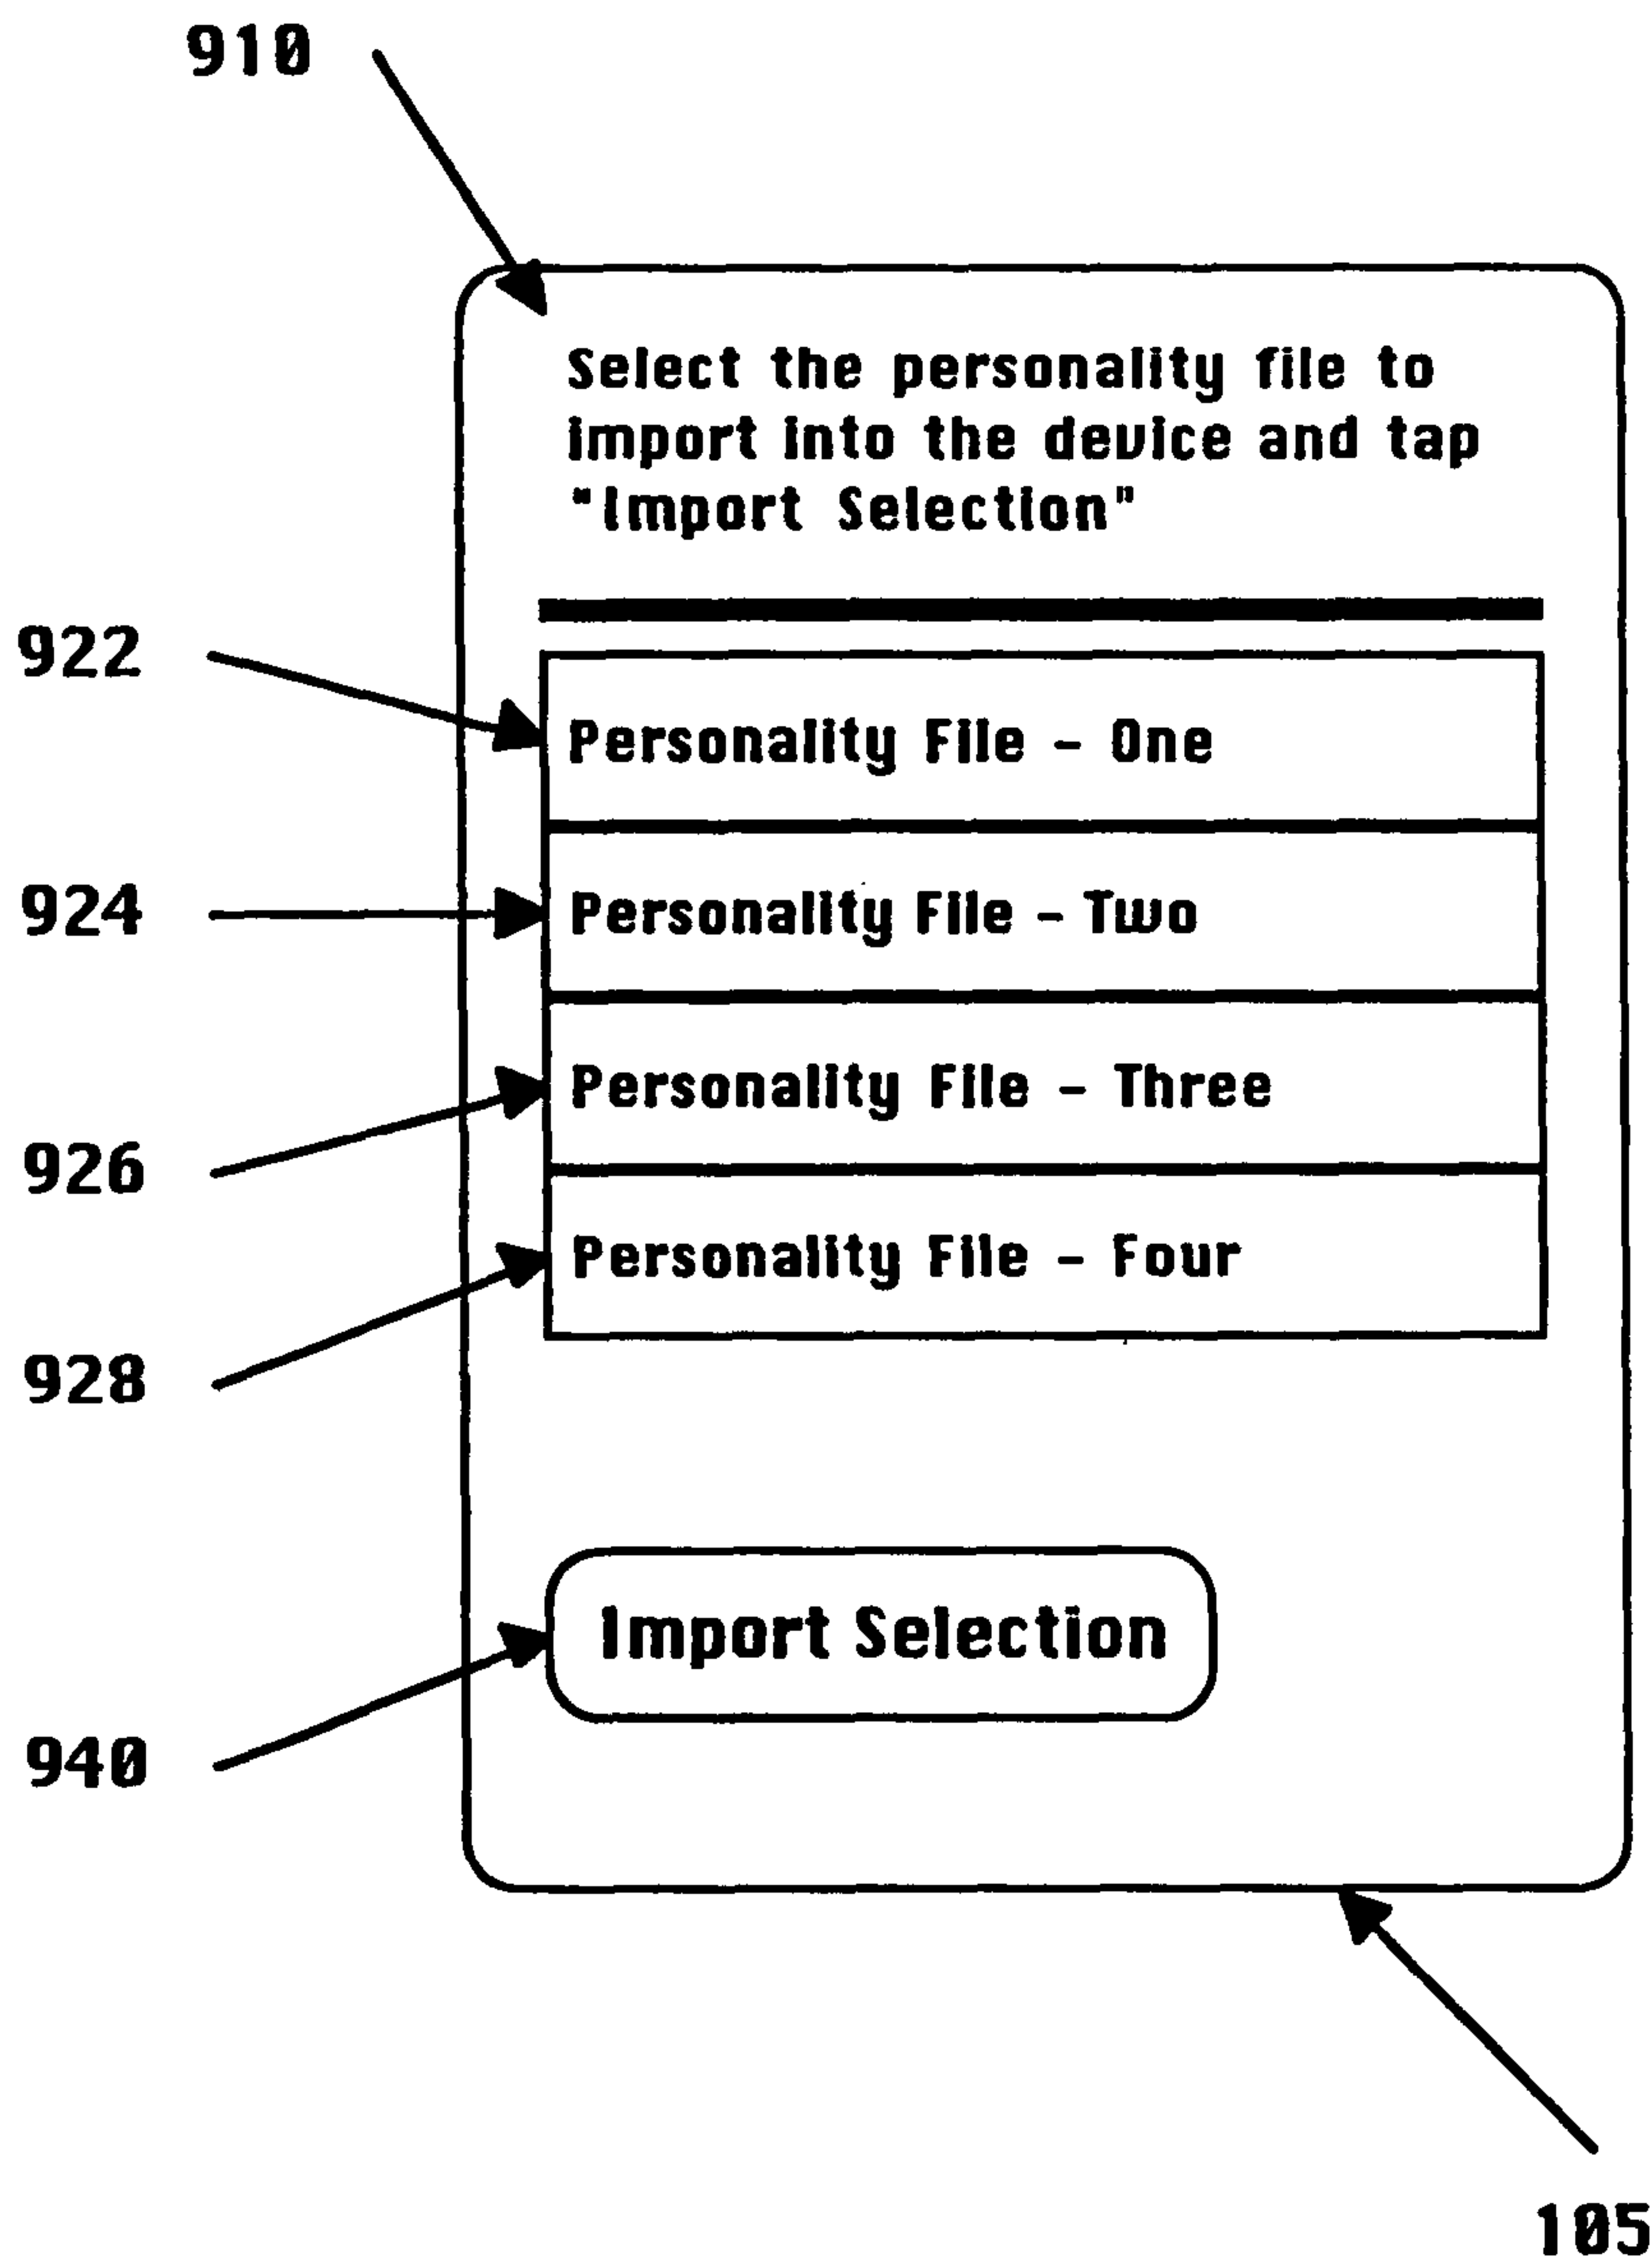 910
Select the personality file to
import into the device and tap
"Import Selection"
922
Personality File - One
924
Personality File - Two
926
Personality File - Three
928
Personality File - Four
Import Selection
940
105